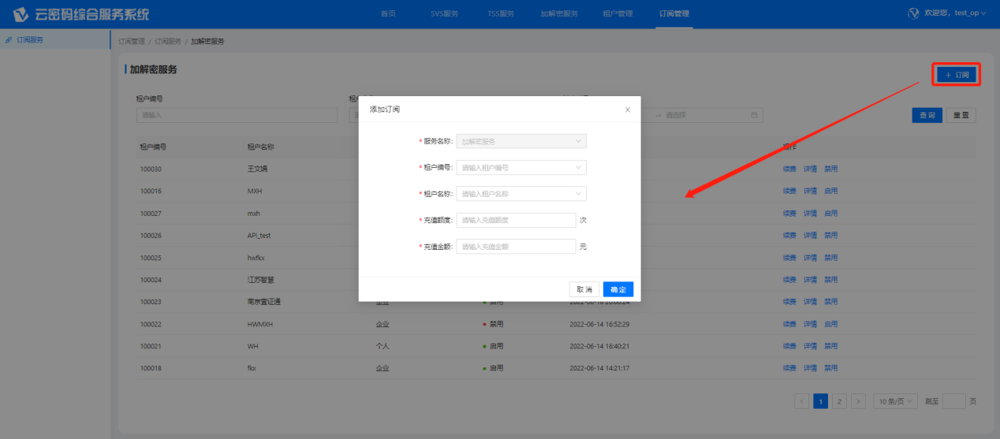 云密码综合服务系统 首页 SVS服务 TSS服务 加解密服务 租户管理 订阅管理 欢迎您，test_op
订阅服务
订阅管理 / 订阅服务 / 加解密服务
加解密服务
+ 订阅
租户编号
请输入 请选择 查 询 重 置
添加订阅
* 服务名称： 加解密服务
* 租户编号： 请输入租户编号
* 租户名称： 请输入租户名称
* 充值额度： 请输入充值额度 次
* 充值金额： 请输入充值金额 元
取 消 确 定
租户编号 租户名称 操作
100030 王文娟 续费 详情 禁用
100016 MXH 续费 详情 启用
100027 mxh 续费 详情 启用
100026 API_test 续费 详情 禁用
100025 hwfkx 续费 详情 禁用
100024 江苏智慧 续费 详情 禁用
100023 南京壹证通 续费 详情 禁用
100022 HWMXH 企业 禁用 2022-06-14 16:52:29 续费 详情 启用
100021 WH 个人 启用 2022-06-14 16:40:21 续费 详情 禁用
100018 fkx 企业 启用 2022-06-14 14:21:17 续费 详情 禁用
< 1 2 > 10 条/页 跳至 页